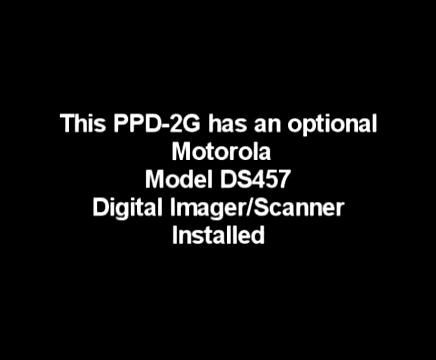 This PPD-2G has an optional
Motorola
Model DS457
Digital Imager/Scanner
Installed